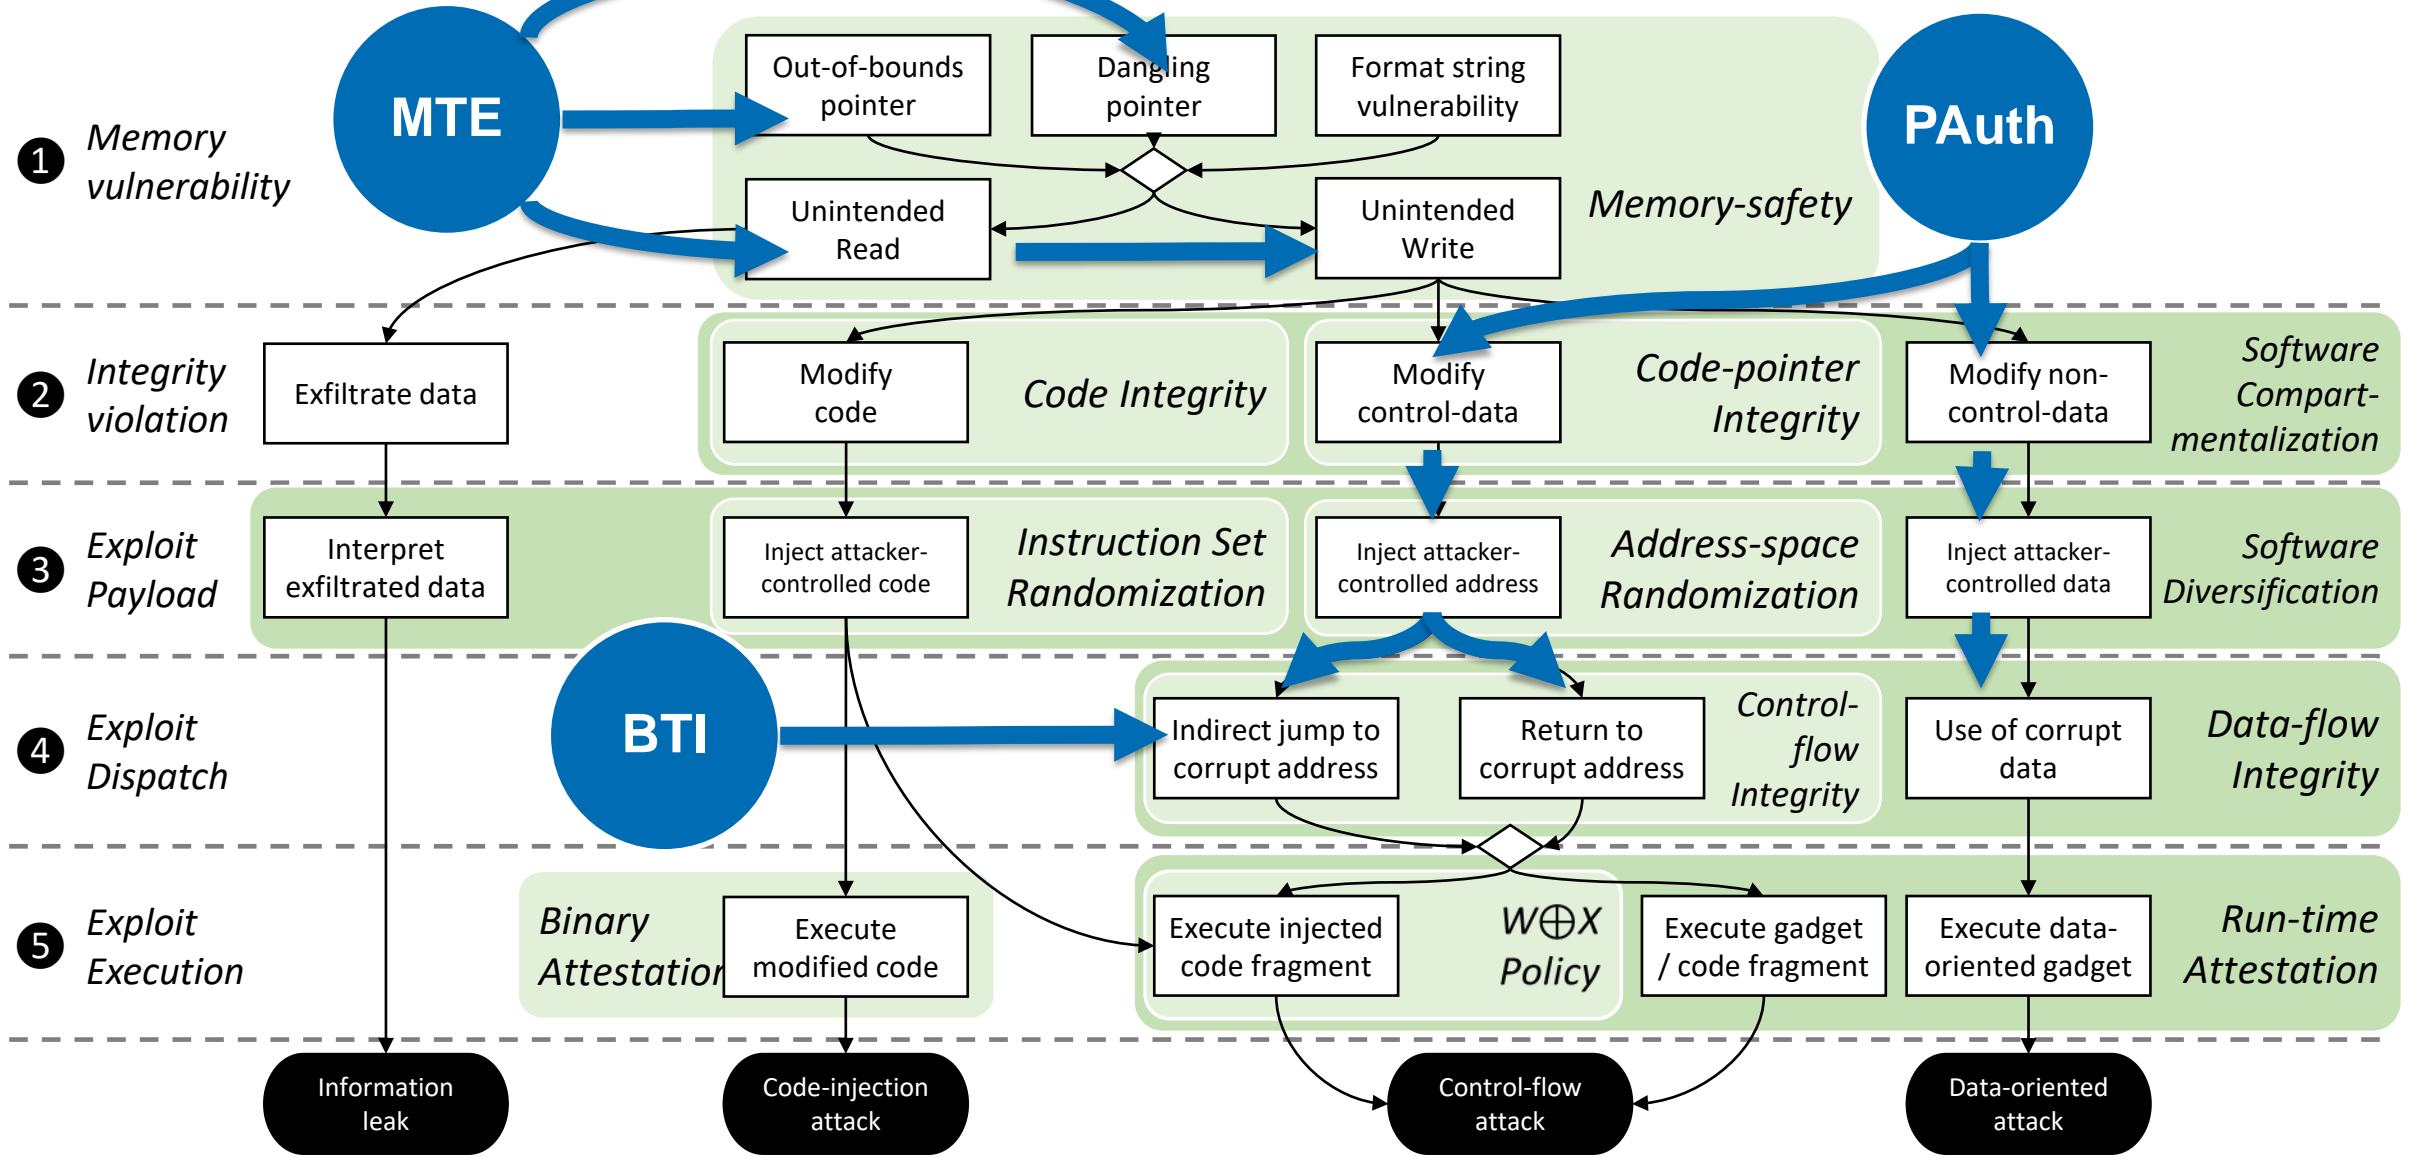 MTE
PAuth
Out-of-bounds
pointer
Dangling
pointer
Format string
vulnerability
1
Memory
vulnerability
Unintended
Read
Unintended
Write
Memory-safety
2
Integrity
violation
Exfiltrate data
Modify
code
Code Integrity
Modify
control-data
Code-pointer
Integrity
Modify non-
control-data
Software
Compart-
mentalization
3
Exploit
Payload
Interpret
exfiltrated data
Inject attacker-
controlled code
Instruction Set
Randomization
Inject attacker-
controlled address
Address-space
Randomization
Inject attacker-
controlled data
Software
Diversification
4
Exploit
Dispatch
BTI
Indirect jump to
corrupt address
Return to
corrupt address
Control-
flow
Integrity
Use of corrupt
data
Data-flow
Integrity
5
Exploit
Execution
Binary
Attestation
Execute
modified code
Execute injected
code fragment
W⊕X
Policy
Execute gadget
/ code fragment
Execute data-
oriented gadget
Run-time
Attestation
Information
leak
Code-injection
attack
Control-flow
attack
Data-oriented
attack